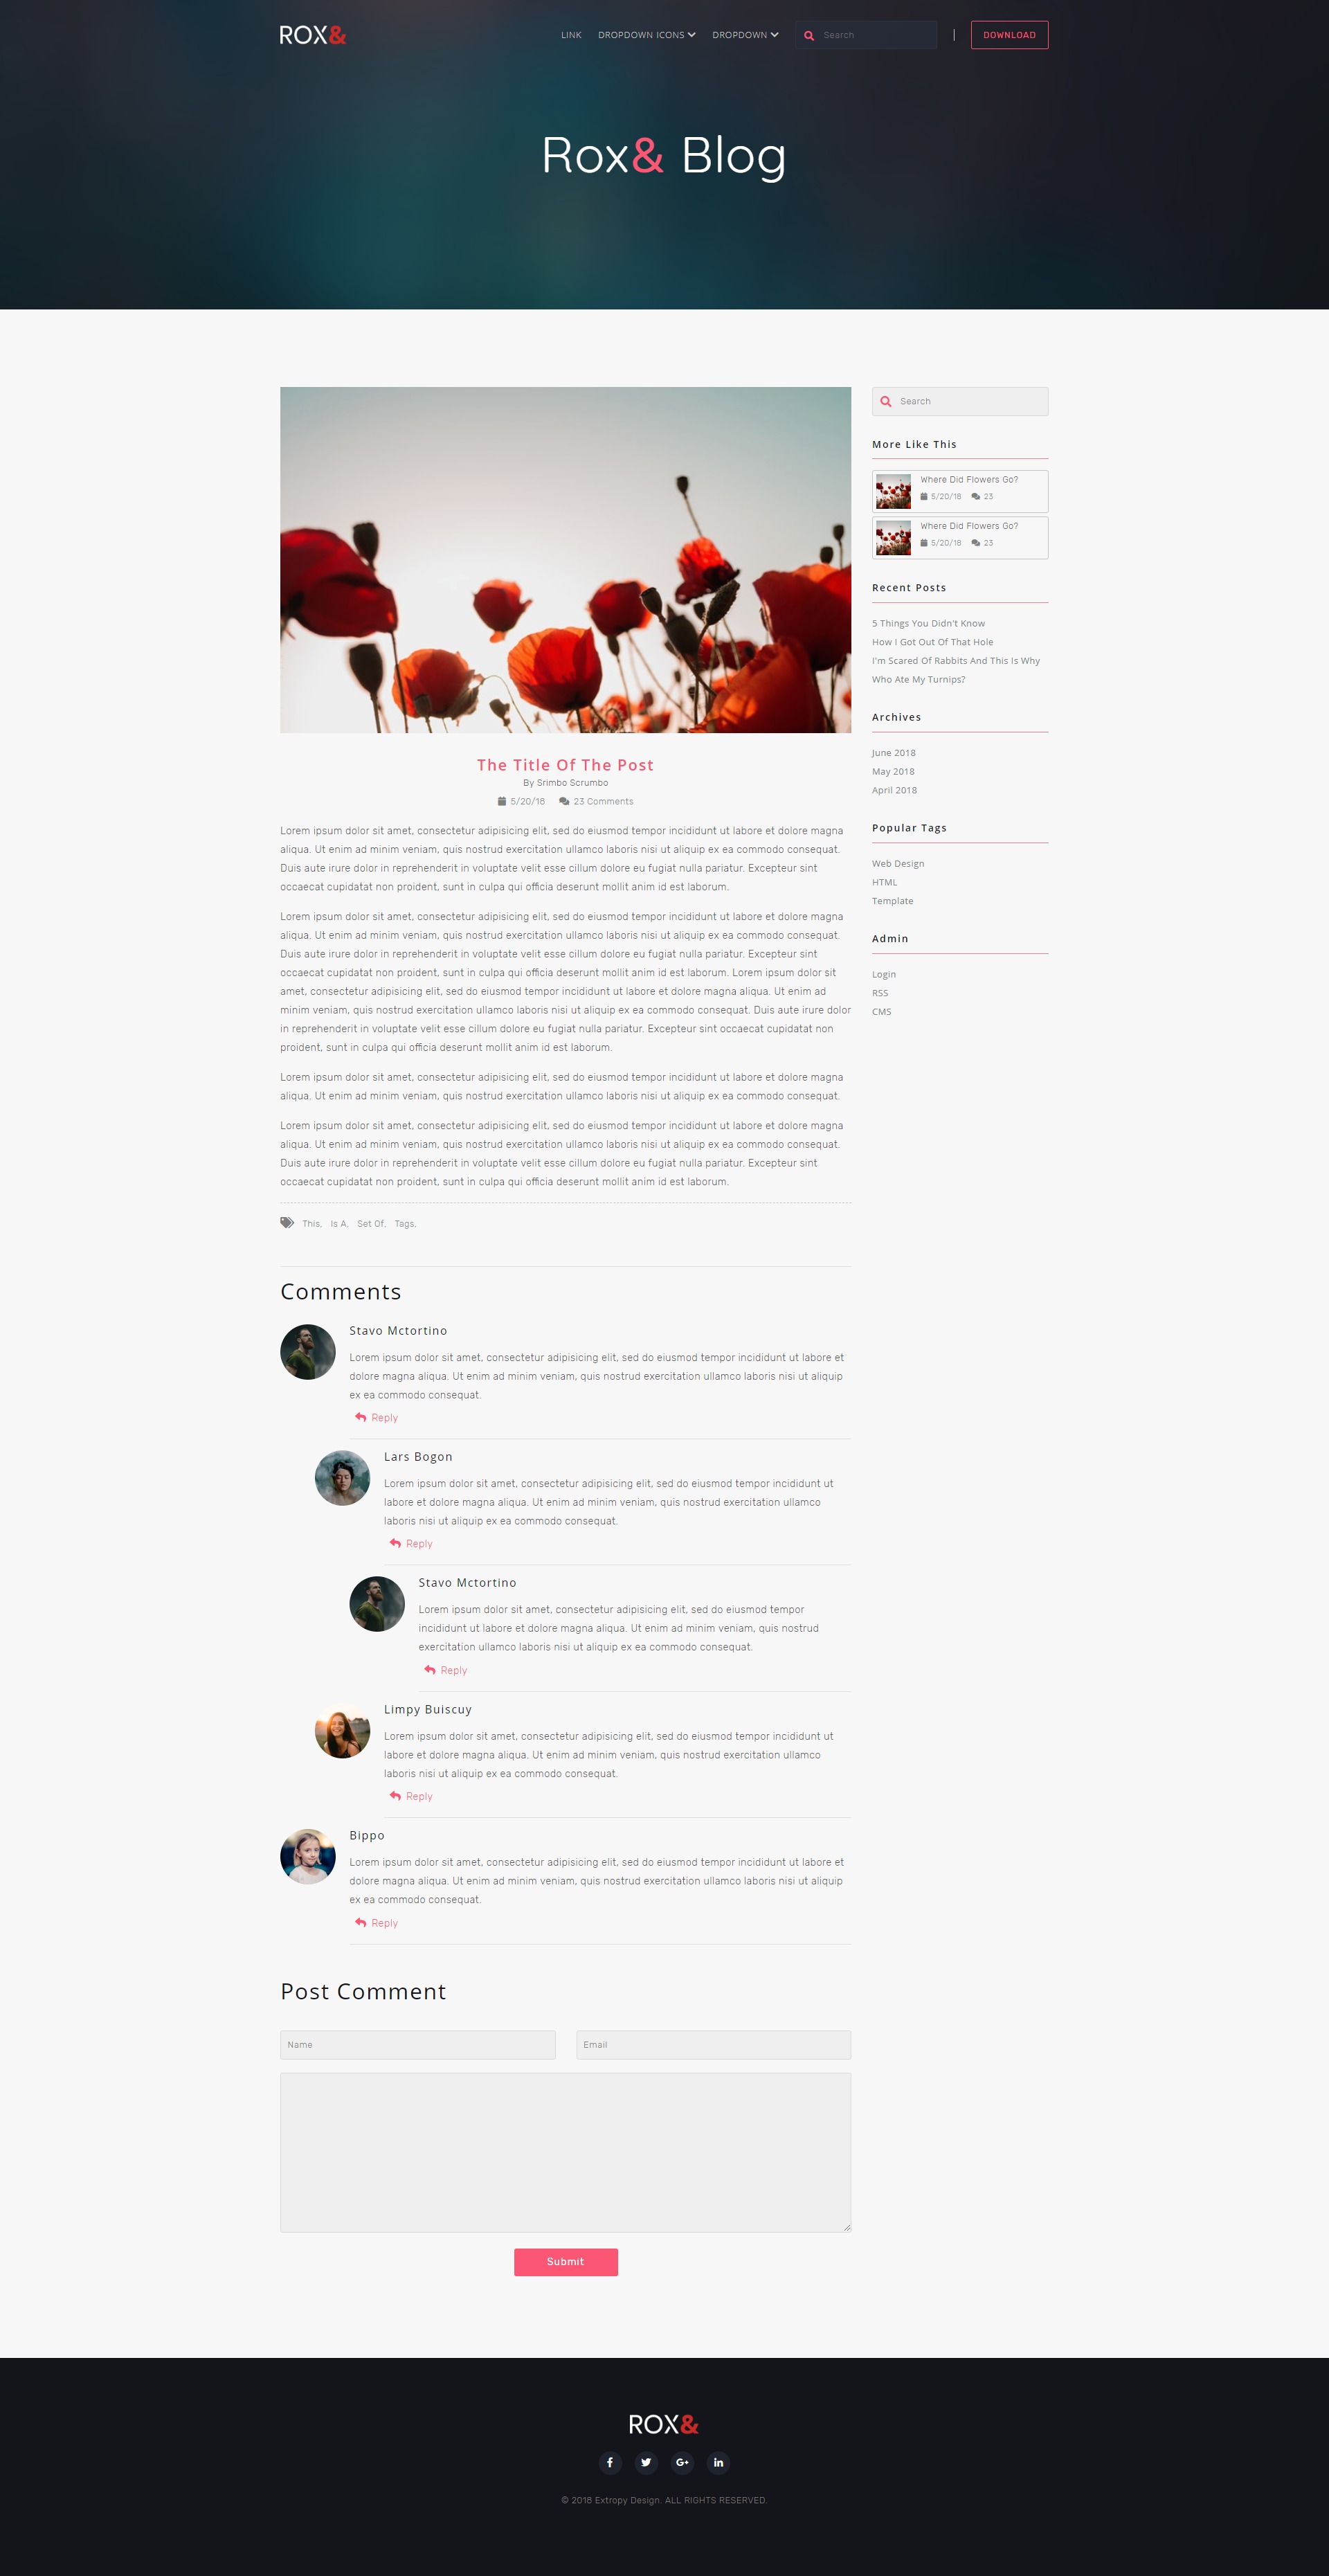 ROX&
LINK
DROPDOWN ICONS
DROPDOWN
Search
DOWNLOAD
Rox& Blog
The Title Of The Post
By Srimbo Scrumbo
5/20/18 23 Comments
Lorem ipsum dolor sit amet, consectetur adipisicing elit, sed do eiusmod tempor incididunt ut labore et dolore magna
aliqua. Ut enim ad minim veniam, quis nostrud exercitation ullamco laboris nisi ut aliquip ex ea commodo consequat.
Duis aute irure dolor in reprehenderit in voluptate velit esse cillum dolore eu fugiat nulla pariatur. Excepteur sint
occaecat cupidatat non proident, sunt in culpa qui officia deserunt mollit anim id est laborum.
Lorem ipsum dolor sit amet, consectetur adipisicing elit, sed do eiusmod tempor incididunt ut labore et dolore magna
aliqua. Ut enim ad minim veniam, quis nostrud exercitation ullamco laboris nisi ut aliquip ex ea commodo consequat.
Duis aute irure dolor in reprehenderit in voluptate velit esse cillum dolore eu fugiat nulla pariatur. Excepteur sint
occaecat cupidatat non proident, sunt in culpa qui officia deserunt mollit anim id est laborum. Lorem ipsum dolor sit
amet, consectetur adipisicing elit, sed do eiusmod tempor incididunt ut labore et dolore magna aliqua. Ut enim ad
minim veniam, quis nostrud exercitation ullamco laboris nisi ut aliquip ex ea commodo consequat. Duis aute irure dolor
in reprehenderit in voluptate velit esse cillum dolore eu fugiat nulla pariatur. Excepteur sint occaecat cupidatat non
proident, sunt in culpa qui officia deserunt mollit anim id est laborum.
Lorem ipsum dolor sit amet, consectetur adipisicing elit, sed do eiusmod tempor incididunt ut labore et dolore magna
aliqua. Ut enim ad minim veniam, quis nostrud exercitation ullamco laboris nisi ut aliquip ex ea commodo consequat.
Lorem ipsum dolor sit amet, consectetur adipisicing elit, sed do eiusmod tempor incididunt ut labore et dolore magna
aliqua. Ut enim ad minim veniam, quis nostrud exercitation ullamco laboris nisi ut aliquip ex ea commodo consequat.
Duis aute irure dolor in reprehenderit in voluptate velit esse cillum dolore eu fugiat nulla pariatur. Excepteur sint
occaecat cupidatat non proident, sunt in culpa qui officia deserunt mollit anim id est laborum.
This, Is A, Set Of, Tags,
Comments
Stavo Mctortino
Lorem ipsum dolor sit amet, consectetur adipisicing elit, sed do eiusmod tempor incididunt ut labore et
dolore magna aliqua. Ut enim ad minim veniam, quis nostrud exercitation ullamco laboris nisi ut aliquip
ex ea commodo consequat.
Reply
Lars Bogon
Lorem ipsum dolor sit amet, consectetur adipisicing elit, sed do eiusmod tempor incididunt ut
labore et dolore magna aliqua. Ut enim ad minim veniam, quis nostrud exercitation ullamco
laboris nisi ut aliquip ex ea commodo consequat.
Reply
Stavo Mctortino
Lorem ipsum dolor sit amet, consectetur adipisicing elit, sed do eiusmod tempor
incididunt ut labore et dolore magna aliqua. Ut enim ad minim veniam, quis nostrud
exercitation ullamco laboris nisi ut aliquip ex ea commodo consequat.
Reply
Limpy Buiscuy
Lorem ipsum dolor sit amet, consectetur adipisicing elit, sed do eiusmod tempor incididunt ut
labore et dolore magna aliqua. Ut enim ad minim veniam, quis nostrud exercitation ullamco
laboris nisi ut aliquip ex ea commodo consequat.
Reply
Bippo
Lorem ipsum dolor sit amet, consectetur adipisicing elit, sed do eiusmod tempor incididunt ut labore et
dolore magna aliqua. Ut enim ad minim veniam, quis nostrud exercitation ullamco laboris nisi ut aliquip
ex ea commodo consequat.
Reply
Post Comment
Name
Email
Submit
Search
More Like This
Where Did Flowers Go?
5/20/18 23
Where Did Flowers Go?
5/20/18 23
Recent Posts
5 Things You Didn't Know
How I Got Out Of That Hole
I'm Scared Of Rabbits And This Is Why
Who Ate My Turnips?
Archives
June 2018
May 2018
April 2018
Popular Tags
Web Design
HTML
Template
Admin
Login
RSS
CMS
ROX&
© 2018 Extropy Design. ALL RIGHTS RESERVED.